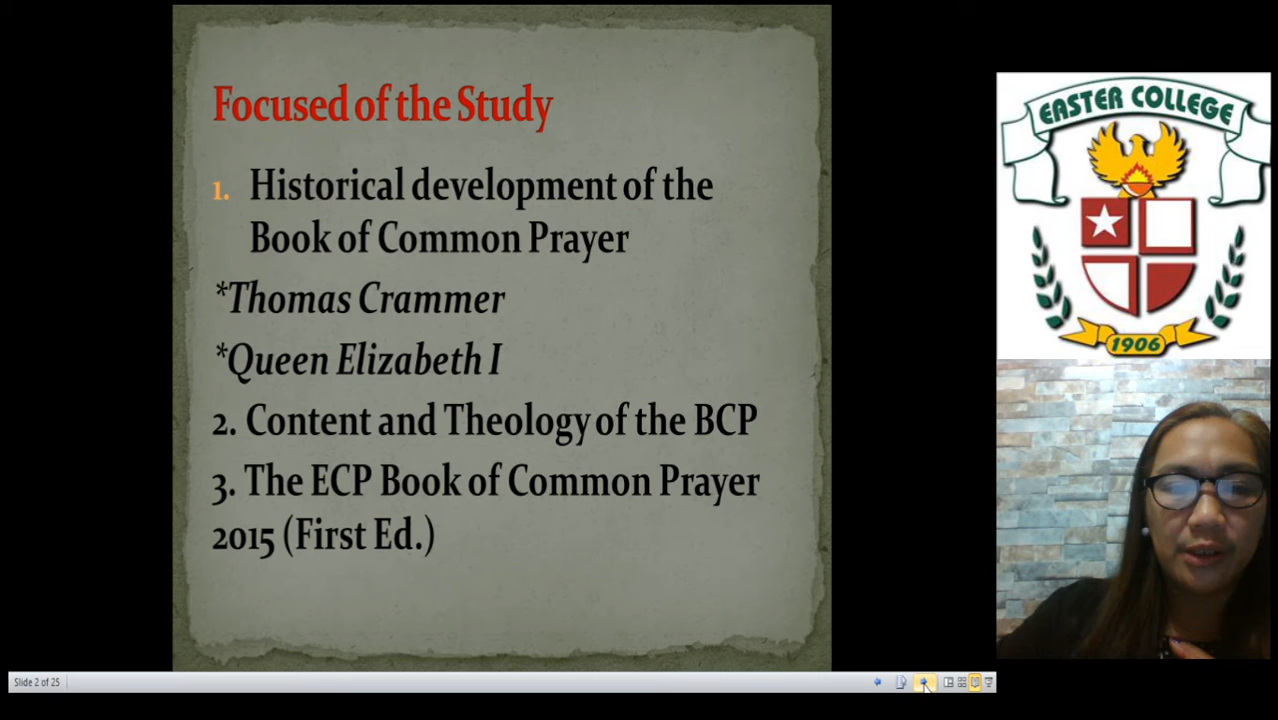 Focused of the Study
1. Historical development of the
Book of Common Prayer
*Thomas Crammer
*Queen Elizabeth I
2. Content and Theology of the BCP
3. The ECP Book of Common Prayer
2015 (First Ed.)
EASTER COLLEGE
1906
Slide 2 of 25